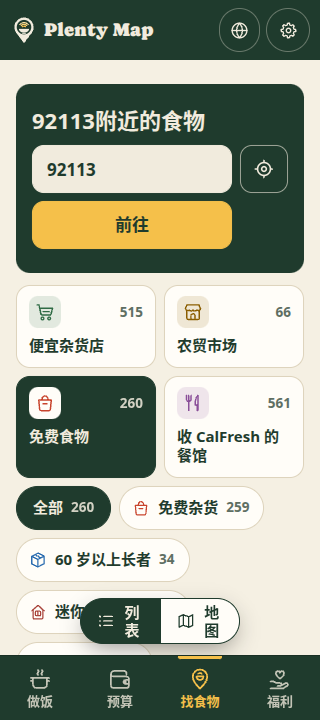 Plenty Map
92113附近的食物
92113
前往
515
便宜杂货店
66
农贸市场
260
免费食物
561
收 CalFresh 的
餐馆
全部 260
免费杂货 259
60 岁以上长者 34
迷你
列
表
地
图
做饭
预算
找食物
福利